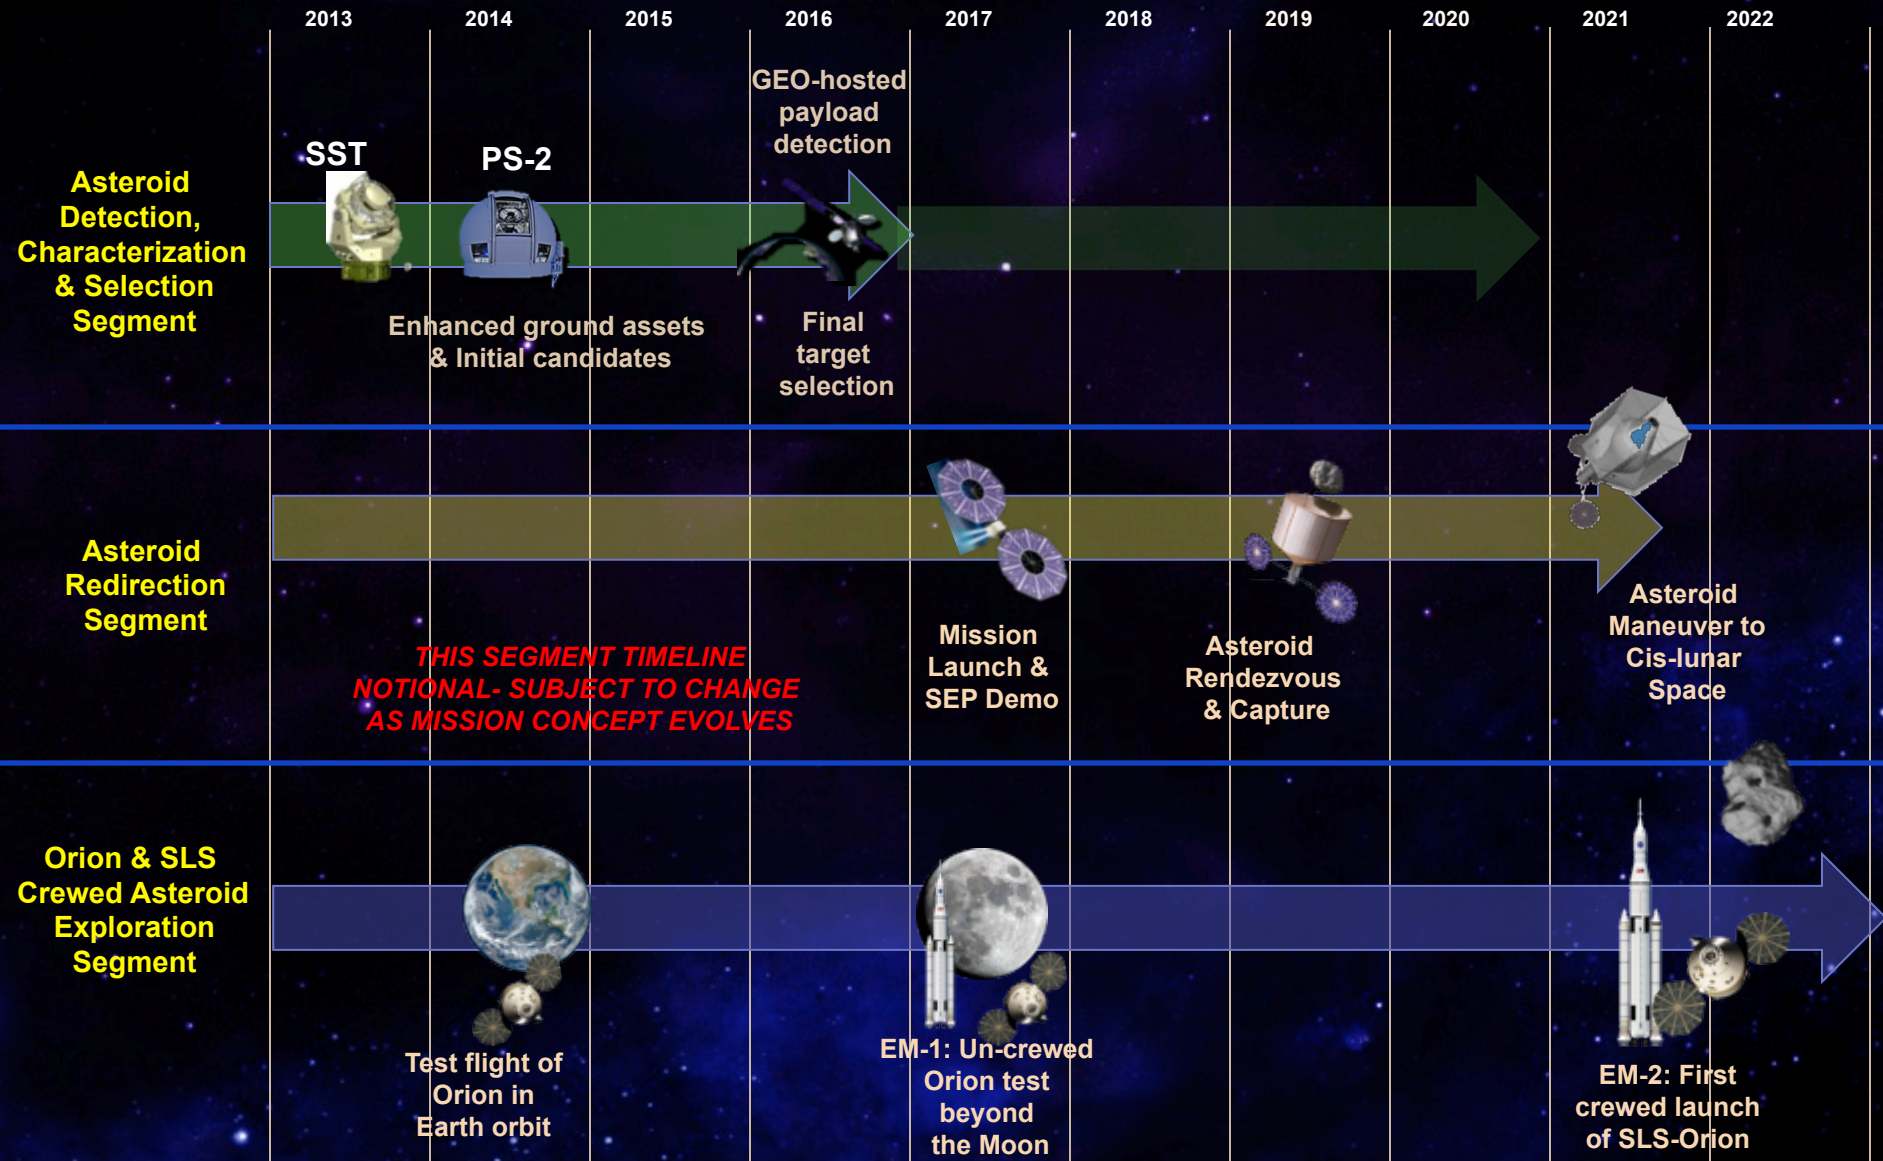 2013 2014 2015 2016 2017 2018 2019 2020 2021 2022
Asteroid
Detection,
Characterization
& Selection
Segment
SST
PS-2
GEO-hosted
payload
detection
Enhanced ground assets
& Initial candidates
Final
target
selection
Asteroid
Redirection
Segment
THIS SEGMENT TIMELINE
NOTIONAL- SUBJECT TO CHANGE
AS MISSION CONCEPT EVOLVES
Mission
Launch &
SEP Demo
Asteroid
Rendezvous
& Capture
Asteroid
Maneuver to
Cis-lunar
Space
Orion & SLS
Crewed Asteroid
Exploration
Segment
Test flight of
Orion in
Earth orbit
EM-1: Un-crewed
Orion test
beyond
the Moon
EM-2: First
crewed launch
of SLS-Orion